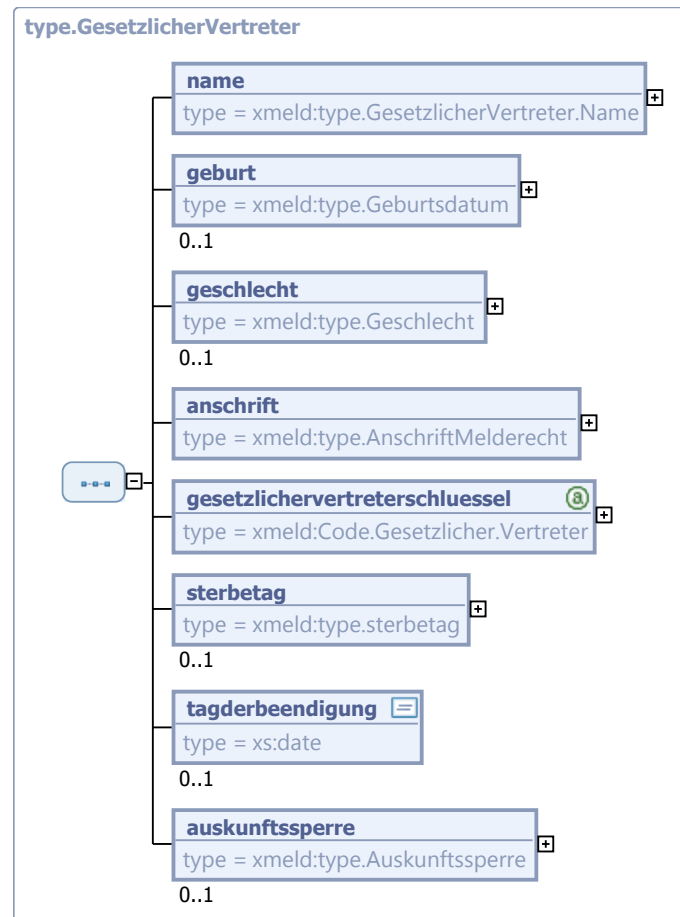 type.GesetzlicherVertreter
name
type = xmeld:type.GesetzlicherVertreter.Name
geburt
type = xmeld:type.Geburtsdatum
0..1
geschlecht
type = xmeld:type.Geschlecht
0..1
anschrift
type = xmeld:type.AnschriftMelderecht
gesetzlichervertreterschluessel
a
type = xmeld:Code.Gesetzlicher.Vertreter
sterbetag
type = xmeld:type.sterbetag
0..1
tagderbeendigung
type = xs:date
0..1
auskunftssperre
type = xmeld:type.Auskunftssperre
0..1